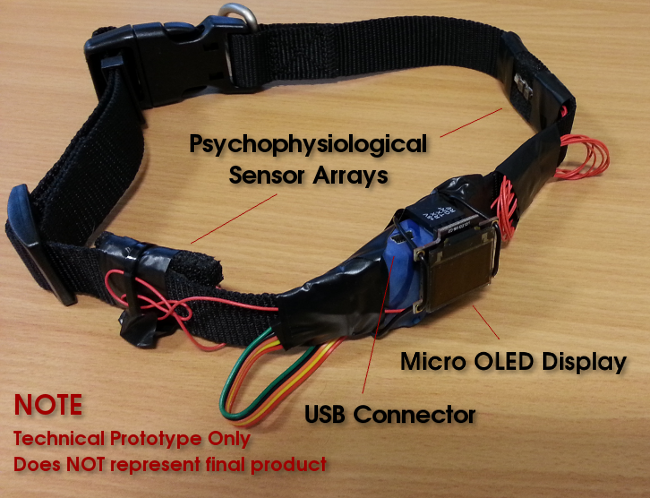 Psychophysiological
Sensor Arrays
Micro OLED Display
USB Connector
NOTE
Technical Prototype Only
Does NOT represent final product